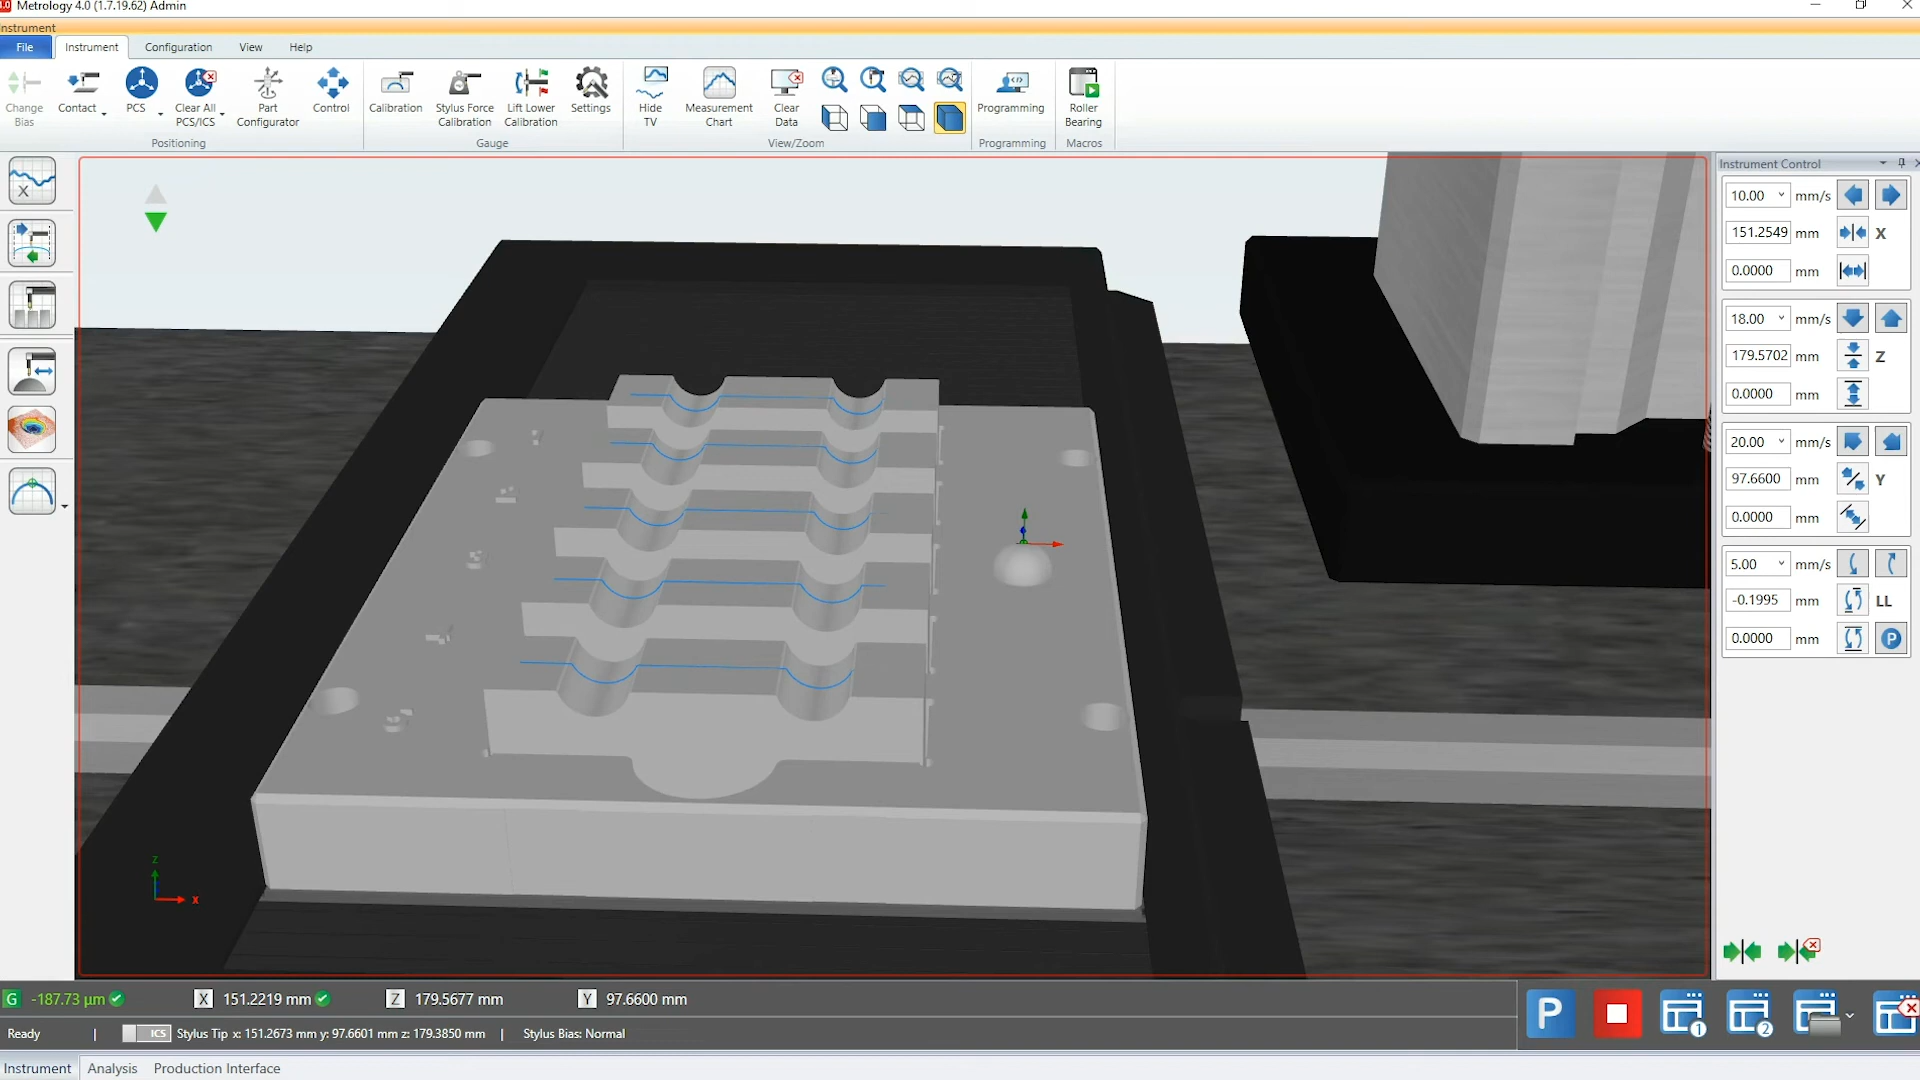 4.0 Metrology 4.0 (1.7.19.62) Admin
Instrument
File Instrument Configuration View Help
Change Bias
Contact
PCS
Clear All PCS/ICS
Part Configurator
Control
Calibration
Stylus Force Calibration
Lift Lower Calibration
Settings
Hide TV
Measurement Chart
Clear Data
Programming
Roller Bearing
Positioning Gauge View/Zoom Programming Macros
Instrument Control
10.00 mm/s
151.2549 mm X
0.0000 mm
18.00 mm/s
179.5702 mm Z
0.0000 mm
20.00 mm/s
97.6600 mm Y
0.0000 mm
5.00 mm/s
-0.1995 mm LL
0.0000 mm P
X
z
x
G -187.73 µm X 151.2219 mm Z 179.5677 mm Y 97.6600 mm
P 1 2
Ready | ICS Stylus Tip x: 151.2673 mm y: 97.6601 mm z: 179.3850 mm | Stylus Bias: Normal
Instrument Analysis Production Interface